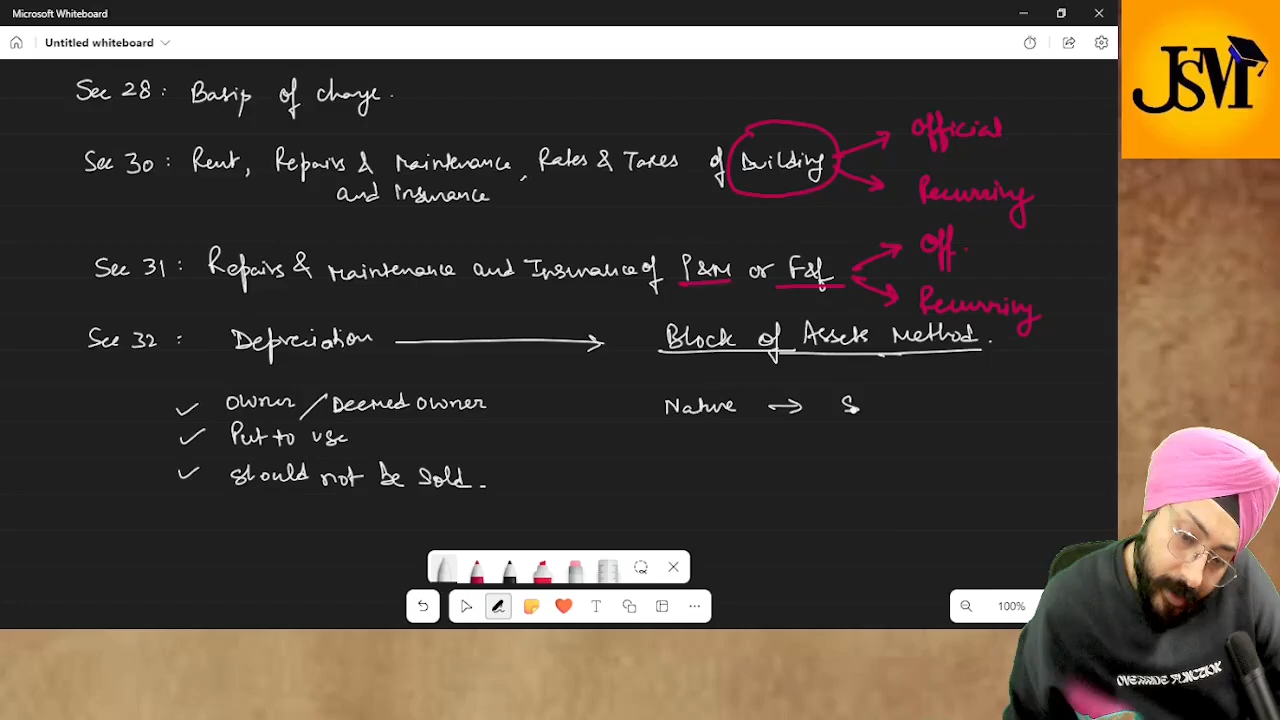 Microsoft Whiteboard
Untitled whiteboard
JSM
Sec 28 : Basis of charge.
Official
Sec 30 : Rent, Repairs & Maintenance, Rates & Taxes of Building
and Insurance
Recurring
Off.
Sec 31 : Repairs & Maintenance and Insurance of P&M or F&F
Recurring
Sec 32 : Depreciation Block of Assets Method.
Owner / Deemed Owner
Nature → S
Put to use
Should not be sold.
100%
OVERRIDE FUNCTION